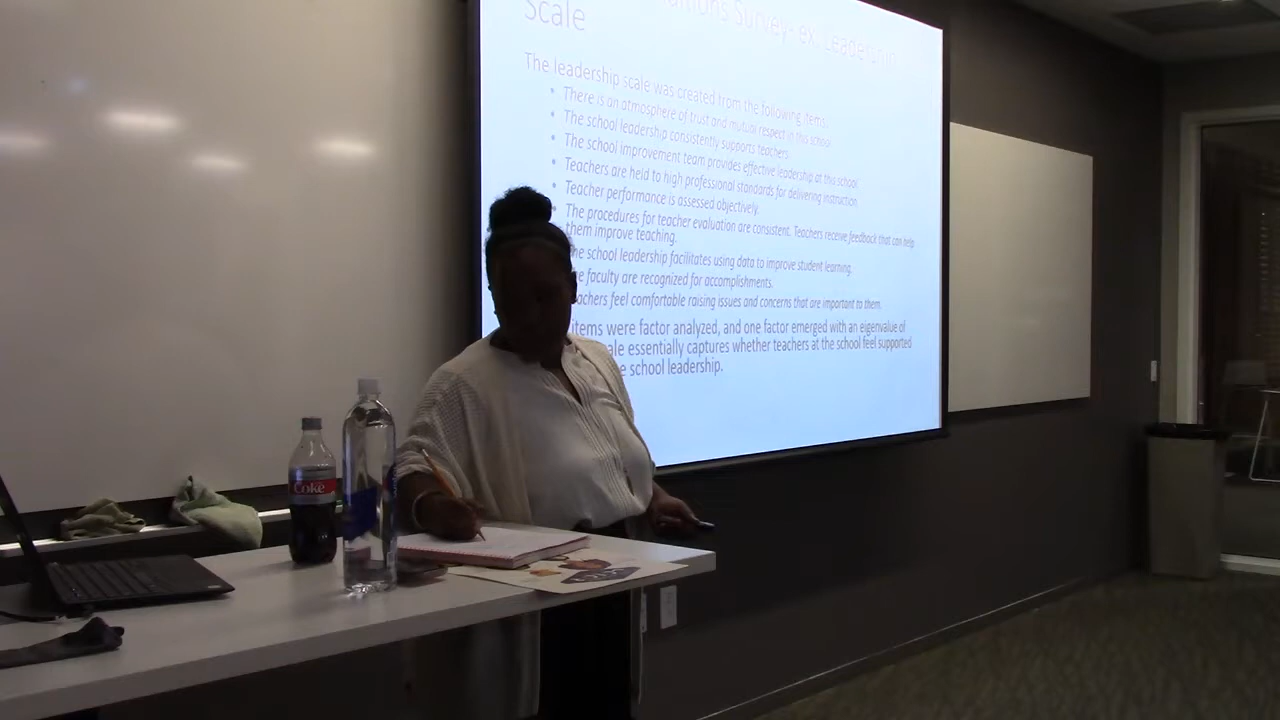 Survey- ex. Leadership
Scale
The leadership scale was created from the following items:
• There is an atmosphere of trust and mutual respect in this school
• The school leadership consistently supports teachers.
• The school improvement team provides effective leadership at this school
• Teachers are held to high professional standards for delivering instruction
• Teacher performance is assessed objectively.
• The procedures for teacher evaluation are consistent. Teachers receive feedback that can help
them improve teaching.
school leadership facilitates using data to improve student learning.
faculty are recognized for accomplishments.
feel comfortable raising issues and concerns that are important to them.
items were factor analyzed, and one factor emerged with an eigenvalue of
essentially captures whether teachers at the school feel supported
school leadership.
Coke